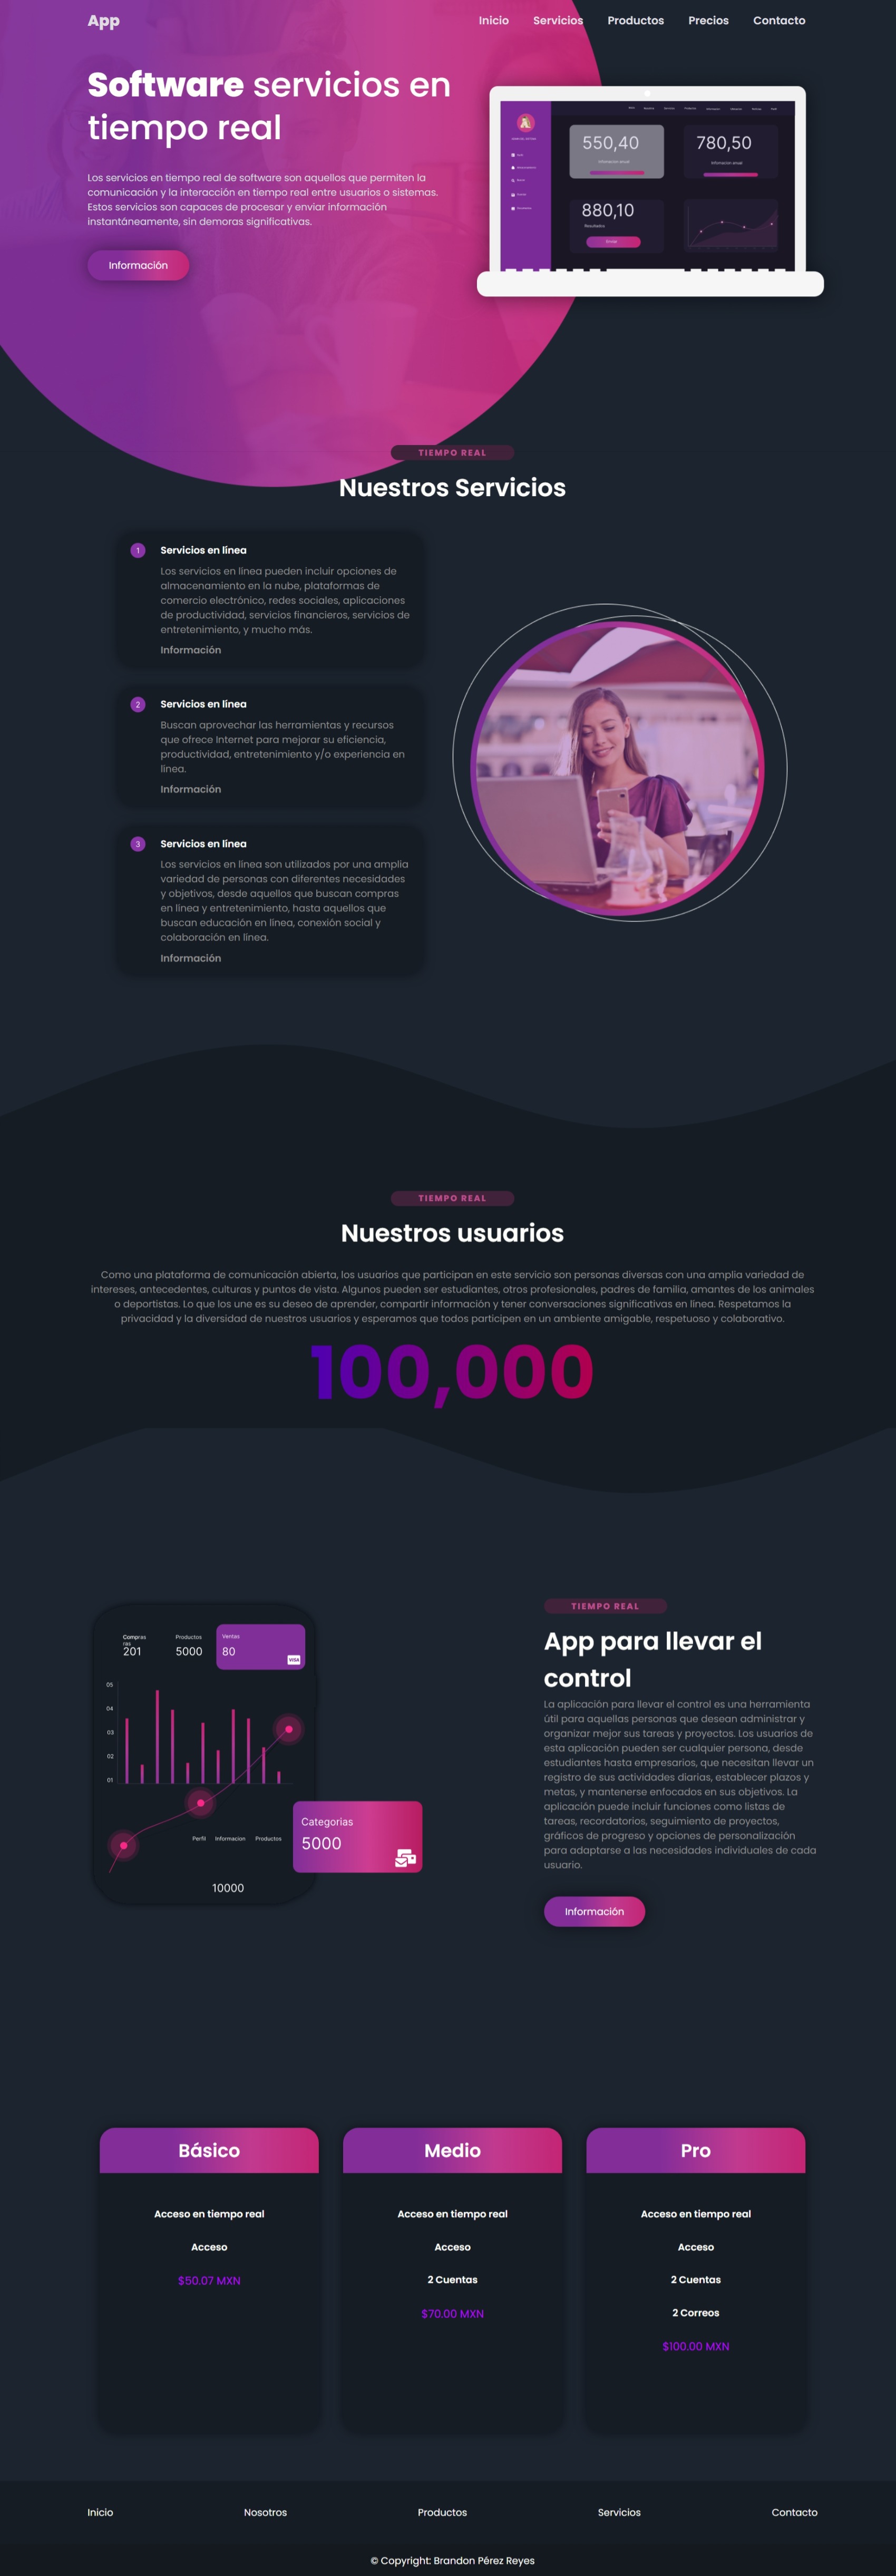 App
Inicio Servicios Productos Precios Contacto
Software servicios en
tiempo real
Los servicios en tiempo real de software son aquellos que permiten la
comunicación y la interacción en tiempo real entre usuarios o sistemas.
Estos servicios son capaces de procesar y enviar información
instantáneamente, sin demoras significativas.
Información
550,40
Información anual
780,50
Información anual
880,10
Resultados
Enviar
TIEMPO REAL
Nuestros Servicios
1
Servicios en línea
Los servicios en línea pueden incluir opciones de
almacenamiento en la nube, plataformas de
comercio electrónico, redes sociales, aplicaciones
de productividad, servicios financieros, servicios de
entretenimiento, y mucho más.
Información
2
Servicios en línea
Buscan aprovechar las herramientas y recursos
que ofrece Internet para mejorar su eficiencia,
productividad, entretenimiento y/o experiencia en
línea.
Información
3
Servicios en línea
Los servicios en línea son utilizados por una amplia
variedad de personas con diferentes necesidades
y objetivos, desde aquellos que buscan compras
en línea y entretenimiento, hasta aquellos que
buscan educación en línea, conexión social y
colaboración en línea.
Información
TIEMPO REAL
Nuestros usuarios
Como una plataforma de comunicación abierta, los usuarios que participan en este servicio son personas diversas con una amplia variedad de
intereses, antecedentes, culturas y puntos de vista. Algunos pueden ser estudiantes, otros profesionales, padres de familia, amantes de los animales
o deportistas. Lo que los une es su deseo de aprender, compartir información y tener conversaciones significativas en línea. Respetamos la
privacidad y la diversidad de nuestros usuarios y esperamos que todos participen en un ambiente amigable, respetuoso y colaborativo.
100,000
Compras
ras
201
Productos
5000
Ventas
80
VISA
05
04
03
02
01
Perfil Informacion Productos
Categorias
5000
10000
TIEMPO REAL
App para llevar el
control
La aplicación para llevar el control es una herramienta
útil para aquellas personas que desean administrar y
organizar mejor sus tareas y proyectos. Los usuarios de
esta aplicación pueden ser cualquier persona, desde
estudiantes hasta empresarios, que necesitan llevar un
registro de sus actividades diarias, establecer plazos y
metas, y mantenerse enfocados en sus objetivos. La
aplicación puede incluir funciones como listas de
tareas, recordatorios, seguimiento de proyectos,
gráficos de progreso y opciones de personalización
para adaptarse a las necesidades individuales de cada
usuario.
Información
Básico
Acceso en tiempo real
Acceso
$50.07 MXN
Medio
Acceso en tiempo real
Acceso
2 Cuentas
$70.00 MXN
Pro
Acceso en tiempo real
Acceso
2 Cuentas
2 Correos
$100.00 MXN
Inicio Nosotros Productos Servicios Contacto
© Copyright: Brandon Pérez Reyes